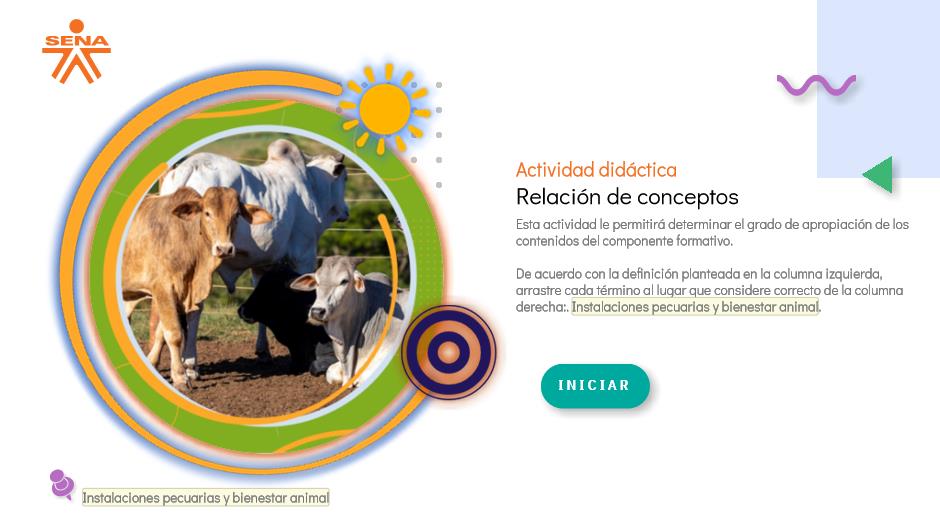 SENA
Actividad didáctica
Relación de conceptos
Esta actividad le permitirá determinar el grado de apropiación de los
contenidos del componente formativo.
De acuerdo con la definición planteada en la columna izquierda,
arrastre cada término al lugar que considere correcto de la columna
derecha:. Instalaciones pecuarias y bienestar animal.
INICIAR
Instalaciones pecuarias y bienestar animal